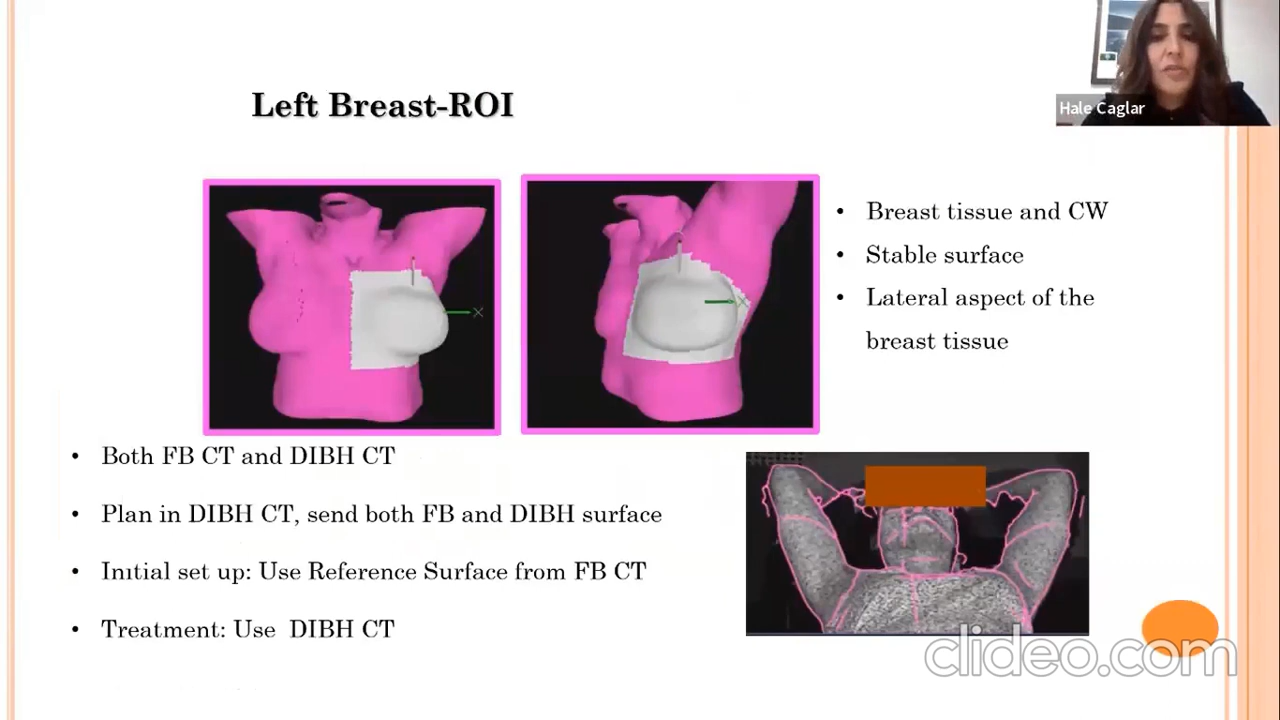 Hale Caglar
Left Breast-ROI
• Breast tissue and CW
• Stable surface
• Lateral aspect of the
breast tissue
• Both FB CT and DIBH CT
• Plan in DIBH CT, send both FB and DIBH surface
• Inıtial set up: Use Reference Surface from FB CT
• Treatment: Use DIBH CT
clideo.com